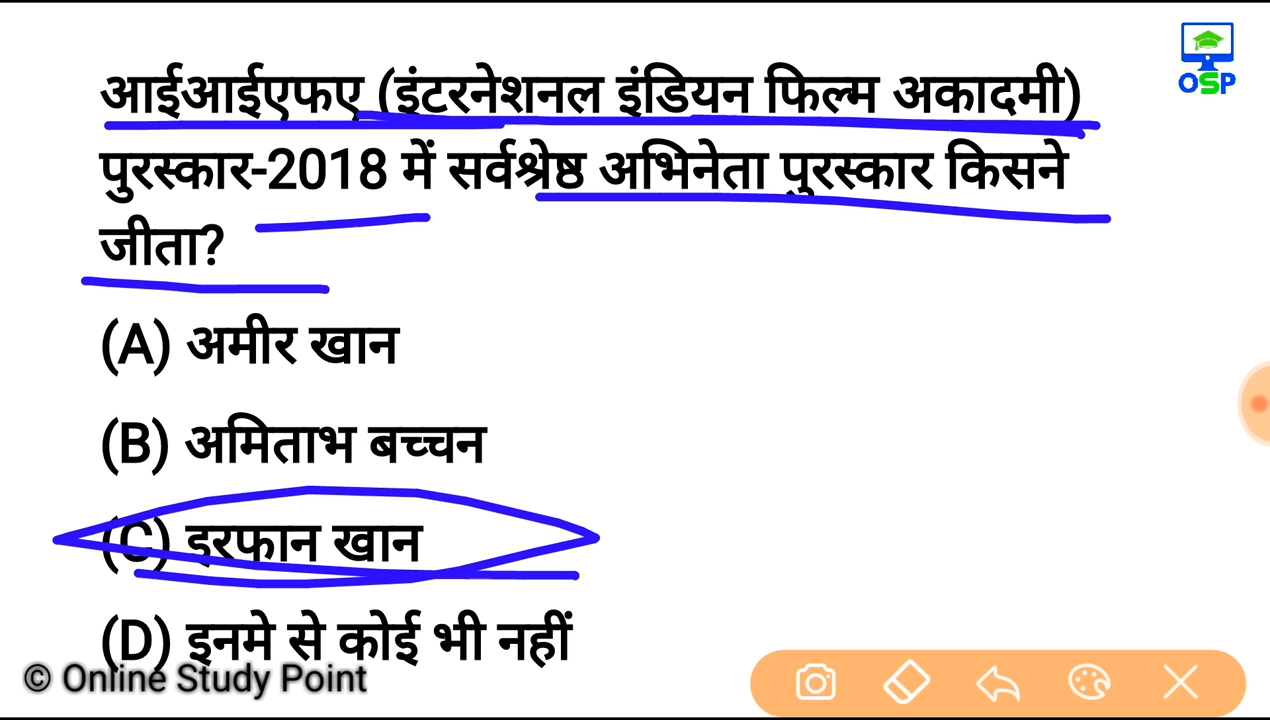 OSP
आईआईएफए (इंटरनेशनल इंडियन फिल्म अकादमी)
पुरस्कार-2018 में सर्वश्रेष्ठ अभिनेता पुरस्कार किसने
जीता?
(A) अमीर खान
(B) अमिताभ बच्चन
(C) इरफान खान
(D) इनमे से कोई भी नहीं
© Online Study Point